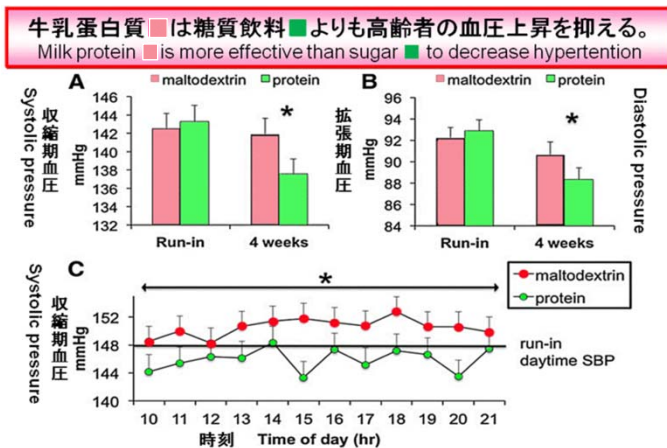 牛乳蛋白質 は糖質飲料 よりも高齢者の血圧上昇を抑える。
Milk protein is more effective than sugar to decrease hypertention
A
maltodextrin protein
Systolic pressure
収縮期血圧
mmHg
146
144
142
140
138
136
134
132
*
Run-in 4 weeks
B
maltodextrin protein
拡張期血圧
mmHg
Diastolic pressure
96
94
92
90
88
86
84
*
Run-in 4 weeks
C
*
maltodextrin
protein
Systolic pressure
収縮期血圧
mmHg
152
148
144
140
run-in
daytime SBP
10 11 12 13 14 15 16 17 18 19 20 21
時刻 Time of day (hr)